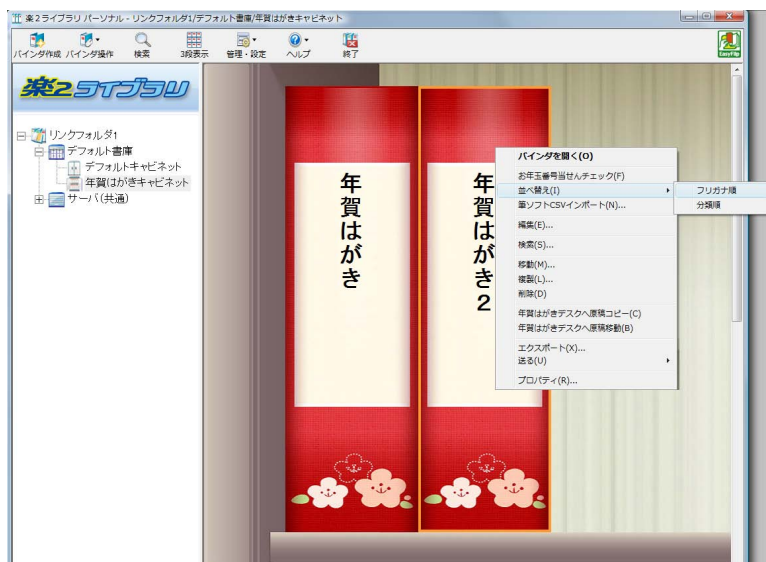 楽2ライブラリ パーソナル - リンクフォルダ1/デフォルト書庫/年賀はがきキャビネット
バインダ作成 バインダ操作 検索 3段表示 管理・設定 ヘルプ 終了
EasyFlip
楽2ライブラリ
リンクフォルダ1
デフォルト書庫
デフォルトキャビネット
年賀はがきキャビネット
サーバ(共通)
年賀はがき
年賀はがき2
バインダを開く(O)
お年玉番号当せんチェック(F)
並べ替え(I)
筆ソフトCSVインポート(N)...
編集(E)...
検索(S)...
移動(M)...
複製(L)...
削除(D)
年賀はがきデスクへ原稿コピー(C)
年賀はがきデスクへ原稿移動(B)
エクスポート(X)...
送る(U)
プロパティ(R)...
フリガナ順
分類順